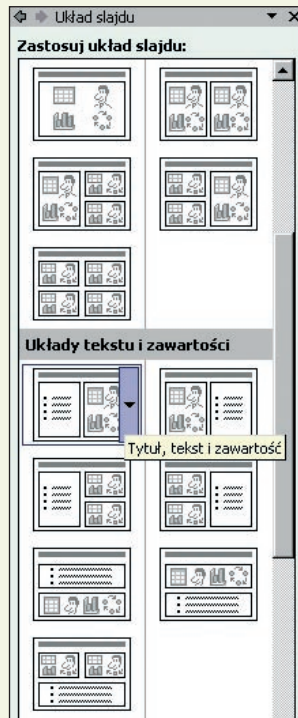 Układ slajdu
Zastosuj układ slajdu:
Układy tekstu i zawartości
Tytuł, tekst i zawartość